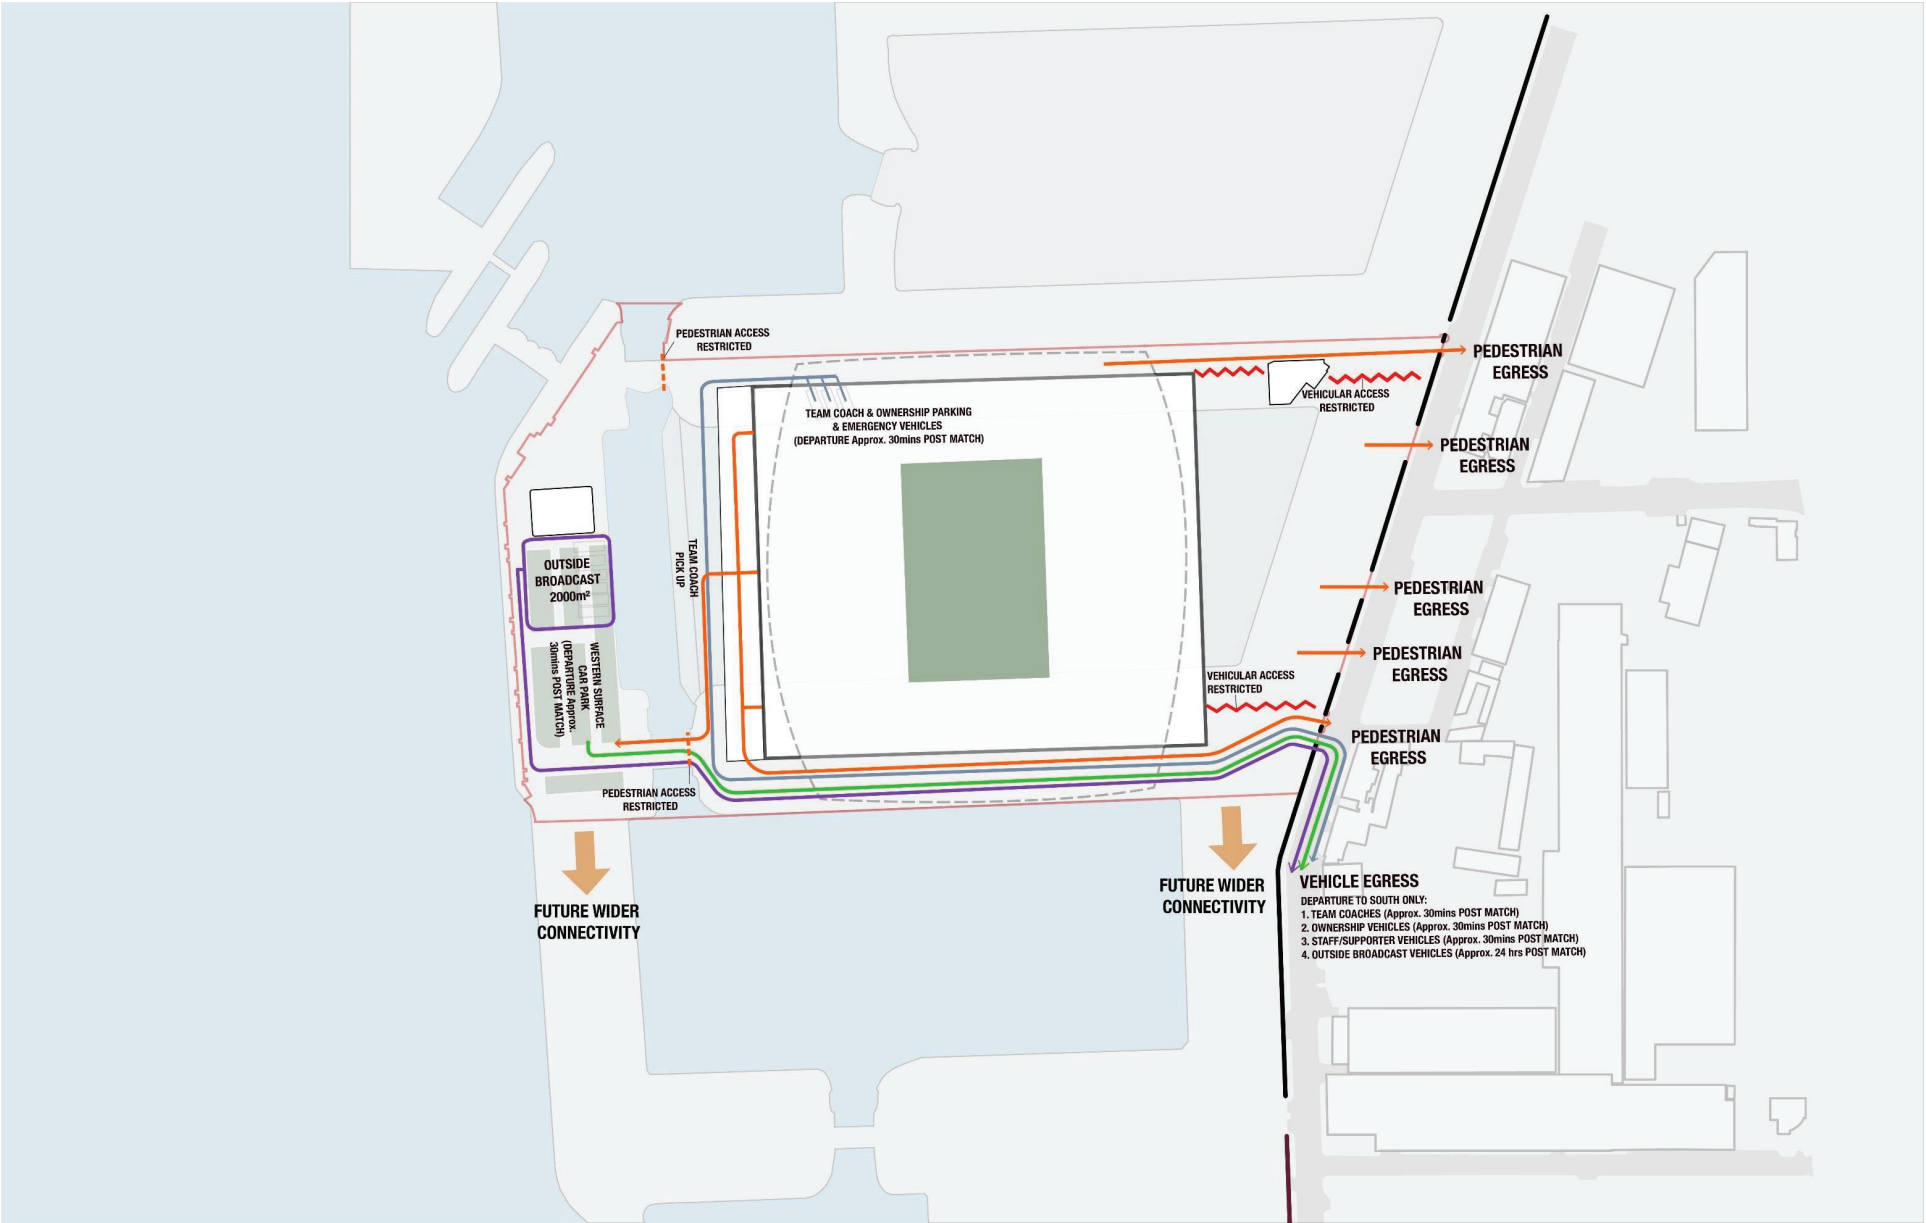 PEDESTRIAN ACCESS
RESTRICTED
PEDESTRIAN
EGRESS
VEHICULAR ACCESS
RESTRICTED
TEAM COACH & OWNERSHIP PARKING
& EMERGENCY VEHICLES
(DEPARTURE Approx. 30mins POST MATCH)
PEDESTRIAN
EGRESS
TEAM COACH
PICK UP
OUTSIDE
BROADCAST
2000m²
PEDESTRIAN
EGRESS
WESTERN SURFACE
CAR PARK
(DEPARTURE Approx.
30mins POST MATCH)
PEDESTRIAN
EGRESS
VEHICULAR ACCESS
RESTRICTED
PEDESTRIAN
EGRESS
PEDESTRIAN ACCESS
RESTRICTED
FUTURE WIDER
CONNECTIVITY
FUTURE WIDER
CONNECTIVITY
VEHICLE EGRESS
DEPARTURE TO SOUTH ONLY:
1. TEAM COACHES (Approx. 30mins POST MATCH)
2. OWNERSHIP VEHICLES (Approx. 30mins POST MATCH)
3. STAFF/SUPPORTER VEHICLES (Approx. 30mins POST MATCH)
4. OUTSIDE BROADCAST VEHICLES (Approx. 24 hrs POST MATCH)